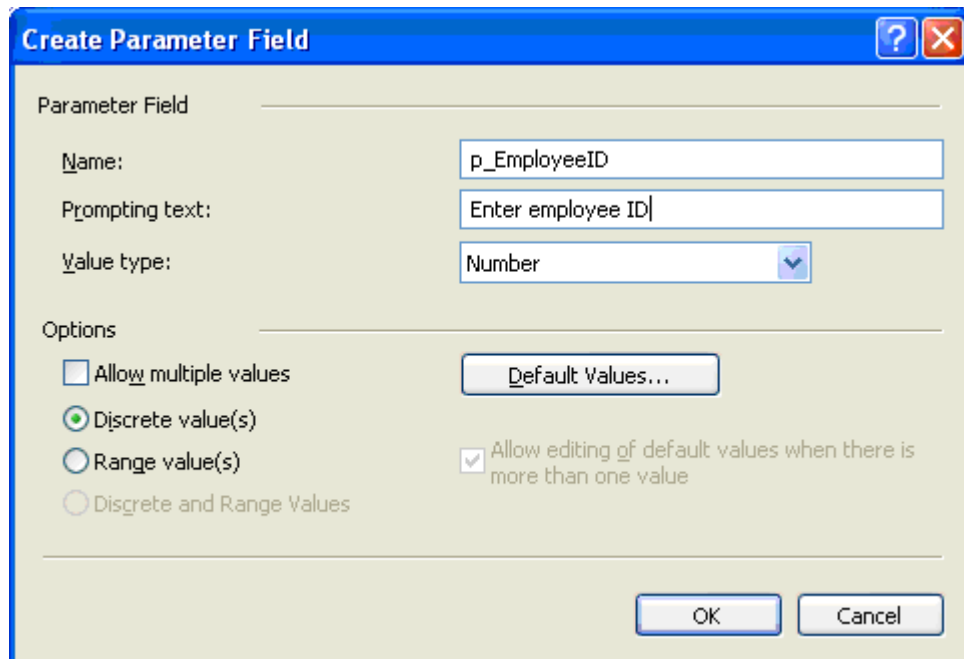 Create Parameter Field
Parameter Field
Name:
p_EmployeeID
Prompting text:
Enter employee ID
Value type:
Number
Options
Allow multiple values
Default Values...
Discrete value(s)
Range value(s)
Allow editing of default values when there is
more than one value
Discrete and Range Values
OK
Cancel